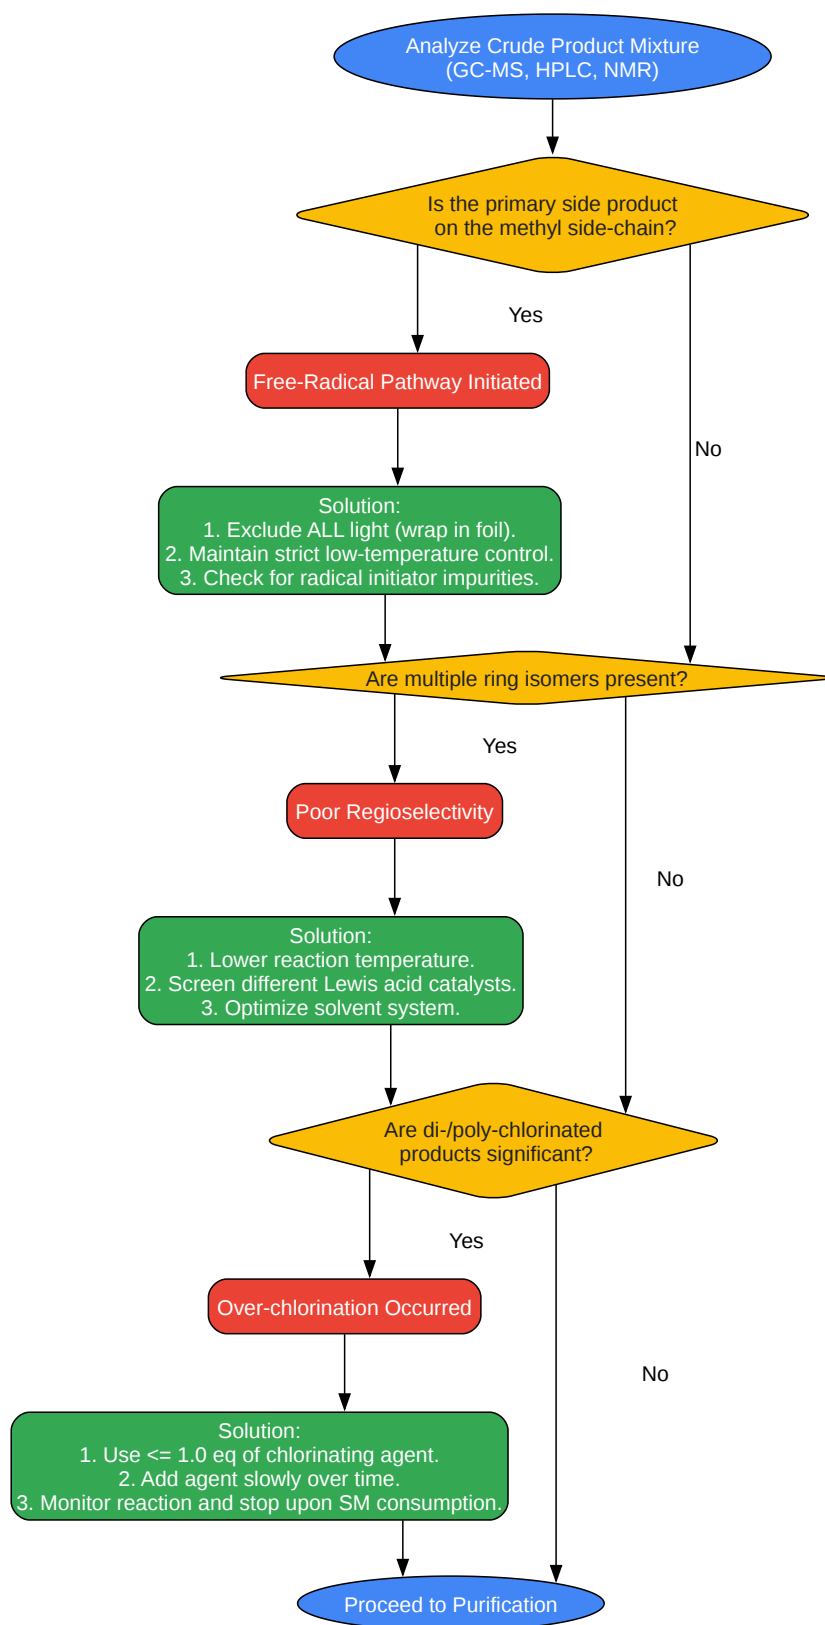 Analyze Crude Product Mixture
(GC-MS, HPLC, NMR)
Is the primary side product
on the methyl side-chain?
Yes
Free-Radical Pathway Initiated
No
Solution:
1. Exclude ALL light (wrap in foil).
2. Maintain strict low-temperature control.
3. Check for radical initiator impurities.
Are multiple ring isomers present?
Yes
Poor Regioselectivity
No
Solution:
1. Lower reaction temperature.
2. Screen different Lewis acid catalysts.
3. Optimize solvent system.
Are di-/poly-chlorinated
products significant?
Yes
Over-chlorination Occurred
No
Solution:
1. Use <= 1.0 eq of chlorinating agent.
2. Add agent slowly over time.
3. Monitor reaction and stop upon SM consumption.
Proceed to Purification